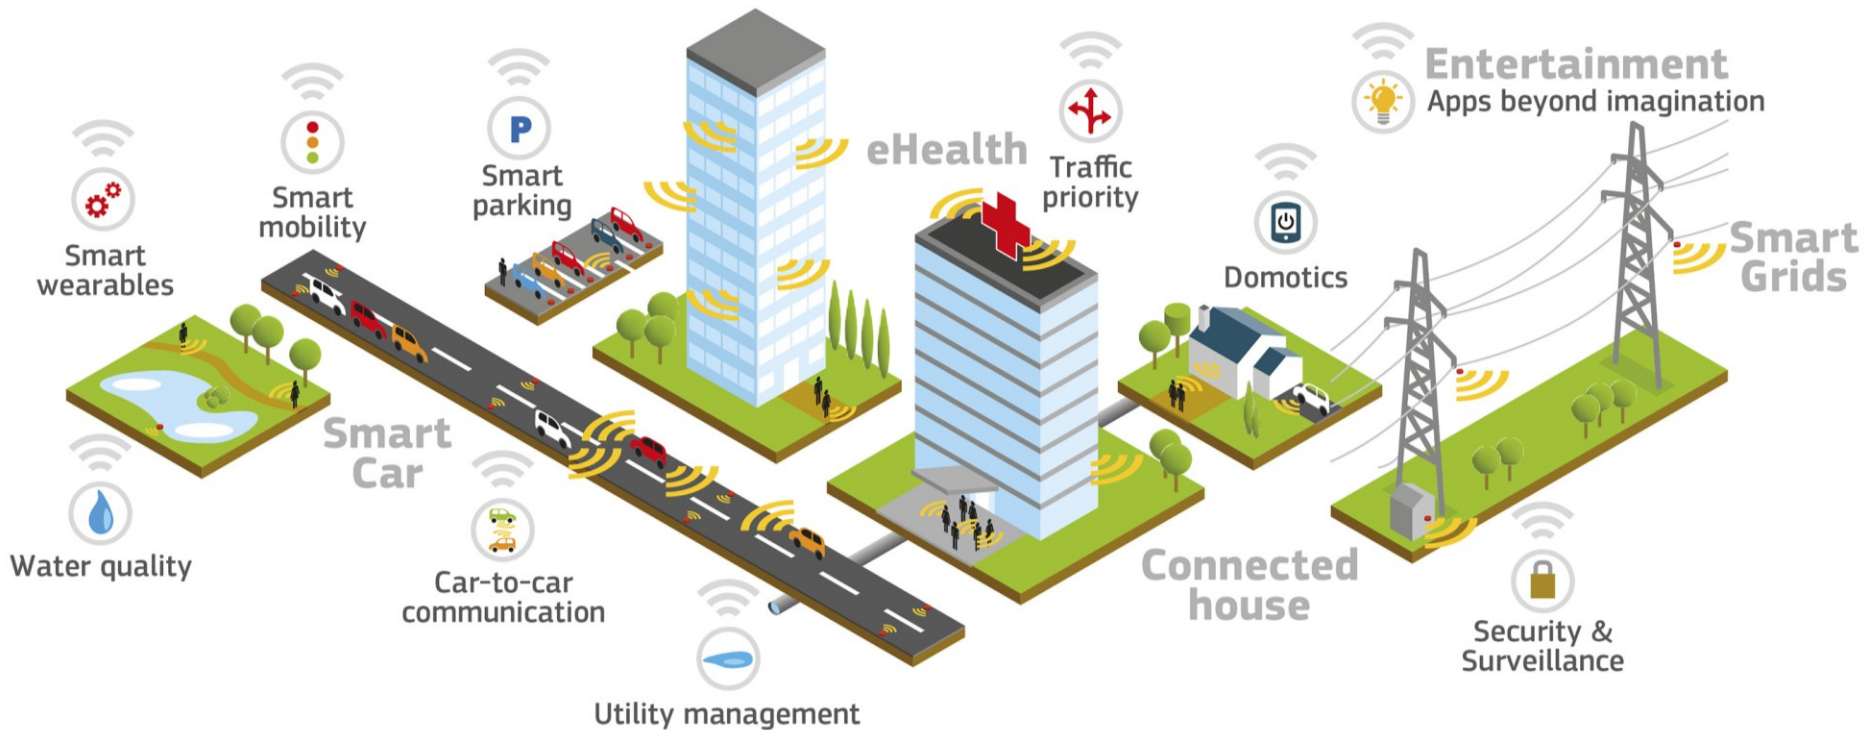 Entertainment
Apps beyond imagination
eHealth
Traffic
priority
P
Smart
parking
Smart
mobility
Smart
wearables
Domotics
Smart
Grids
Smart
Car
Water quality
Car-to-car
communication
Connected
house
Utility management
Security &
Surveillance